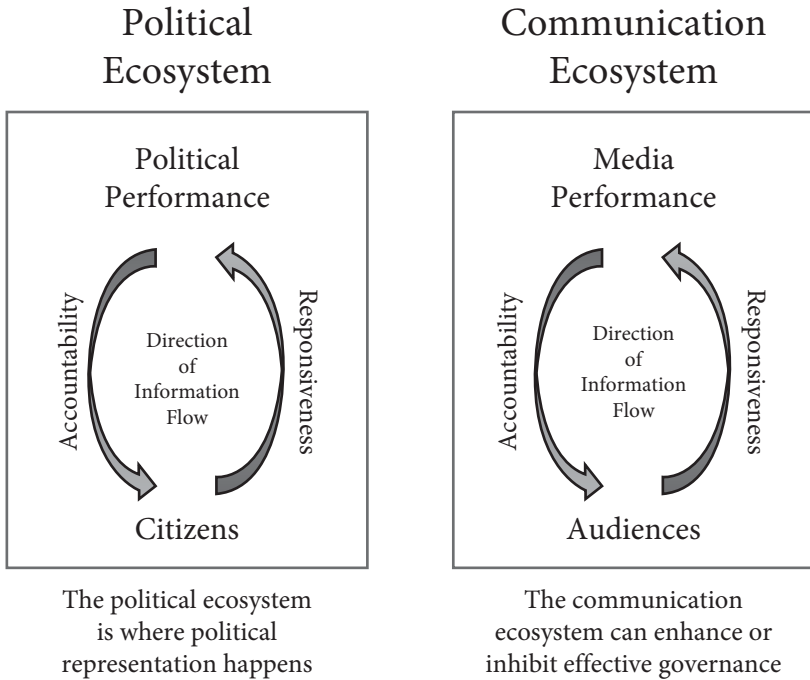 Political
Ecosystem
Political
Performance
Accountability
Direction
of
Information
Flow
Responsiveness
Citizens
The political ecosystem
is where political
representation happens
Communication
Ecosystem
Media
Performance
Accountability
Direction
of
Information
Flow
Responsiveness
Audiences
The communication
ecosystem can enhance or
inhibit effective governance